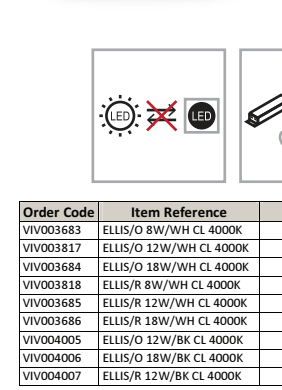 LED LED
Order Code Item Reference
VIV003683 ELLIS/O 8W/WH CL 4000K
VIV003817 ELLIS/O 12W/WH CL 4000K
VIV003684 ELLIS/O 18W/WH CL 4000K
VIV003818 ELLIS/R 8W/WH CL 4000K
VIV003685 ELLIS/R 12W/WH CL 4000K
VIV003686 ELLIS/R 18W/WH CL 4000K
VIV004005 ELLIS/O 12W/BK CL 4000K
VIV004006 ELLIS/O 18W/BK CL 4000K
VIV004007 ELLIS/R 12W/BK CL 4000K